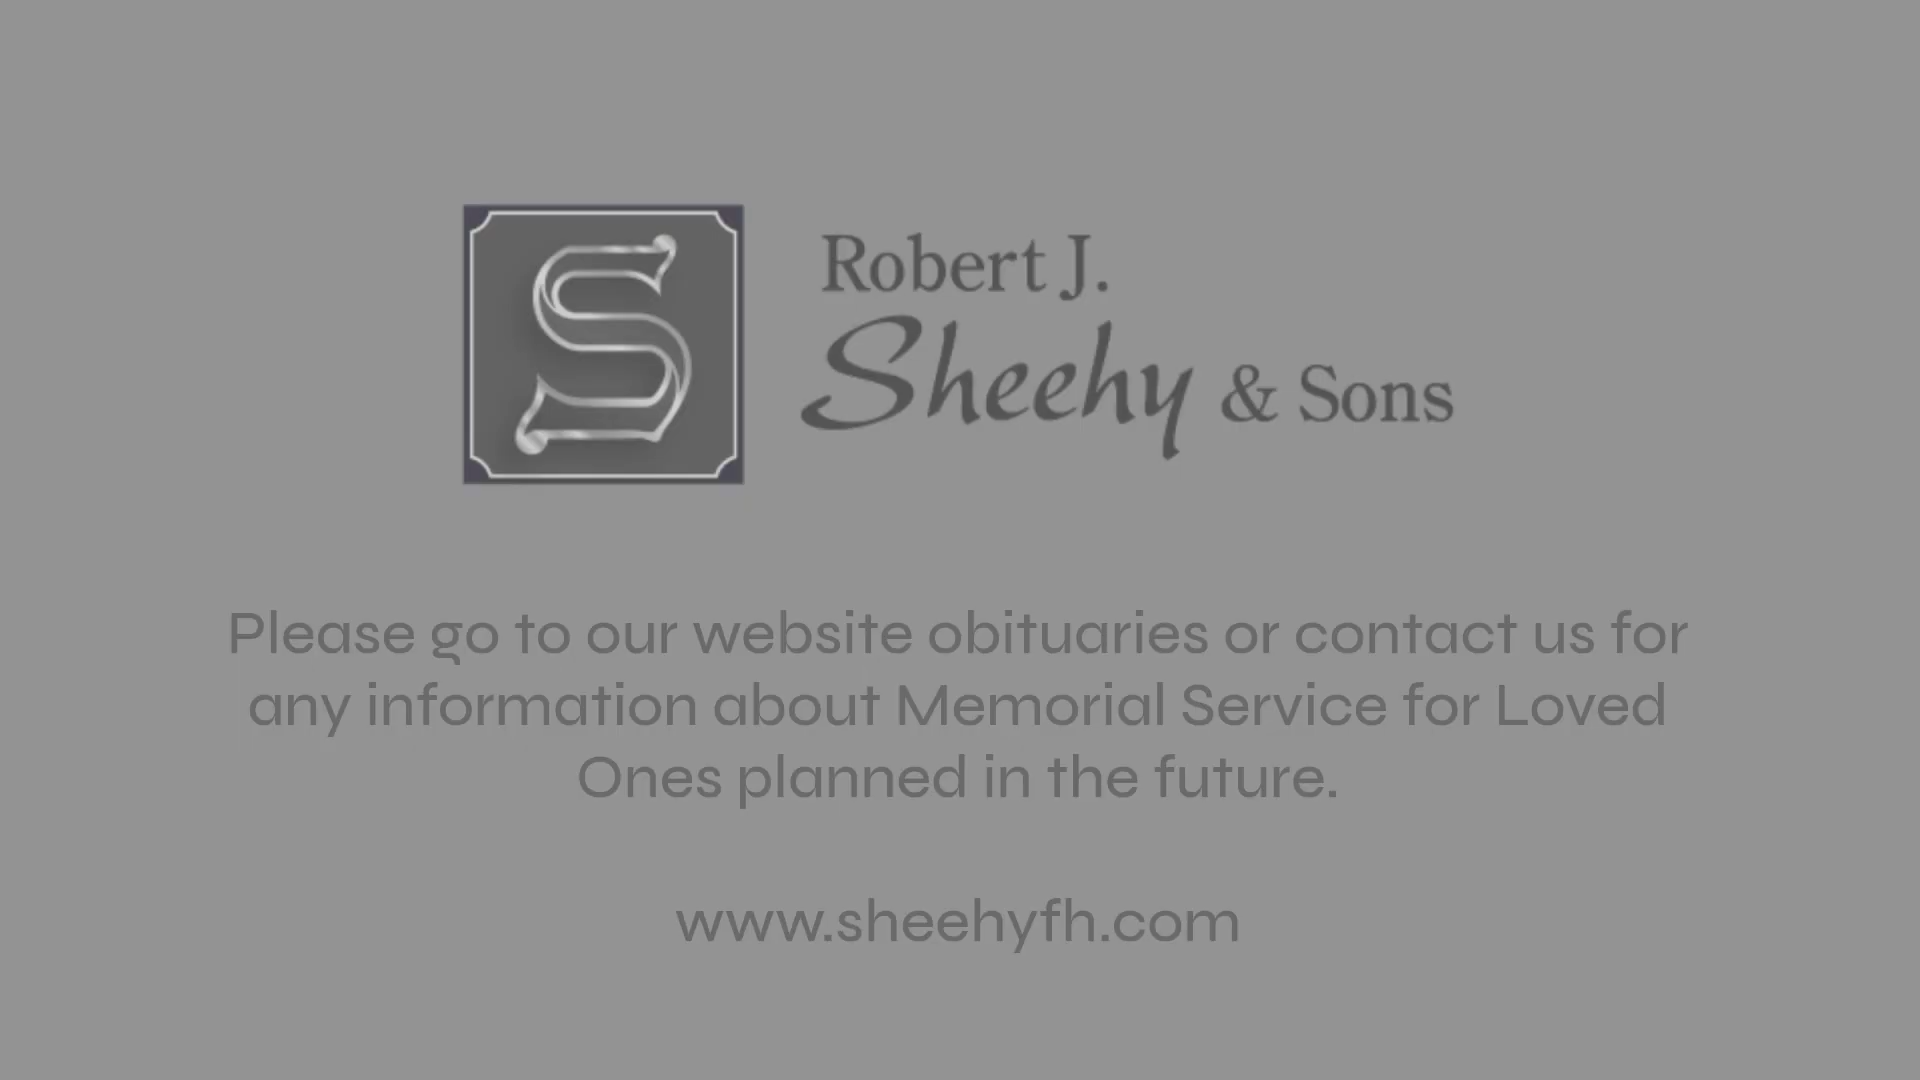 S
Robert J.
Sheehy & Sons
Please go to our website obituaries or contact us for
any information about Memorial Service for Loved
Ones planned in the future.
www.sheehyfh.com